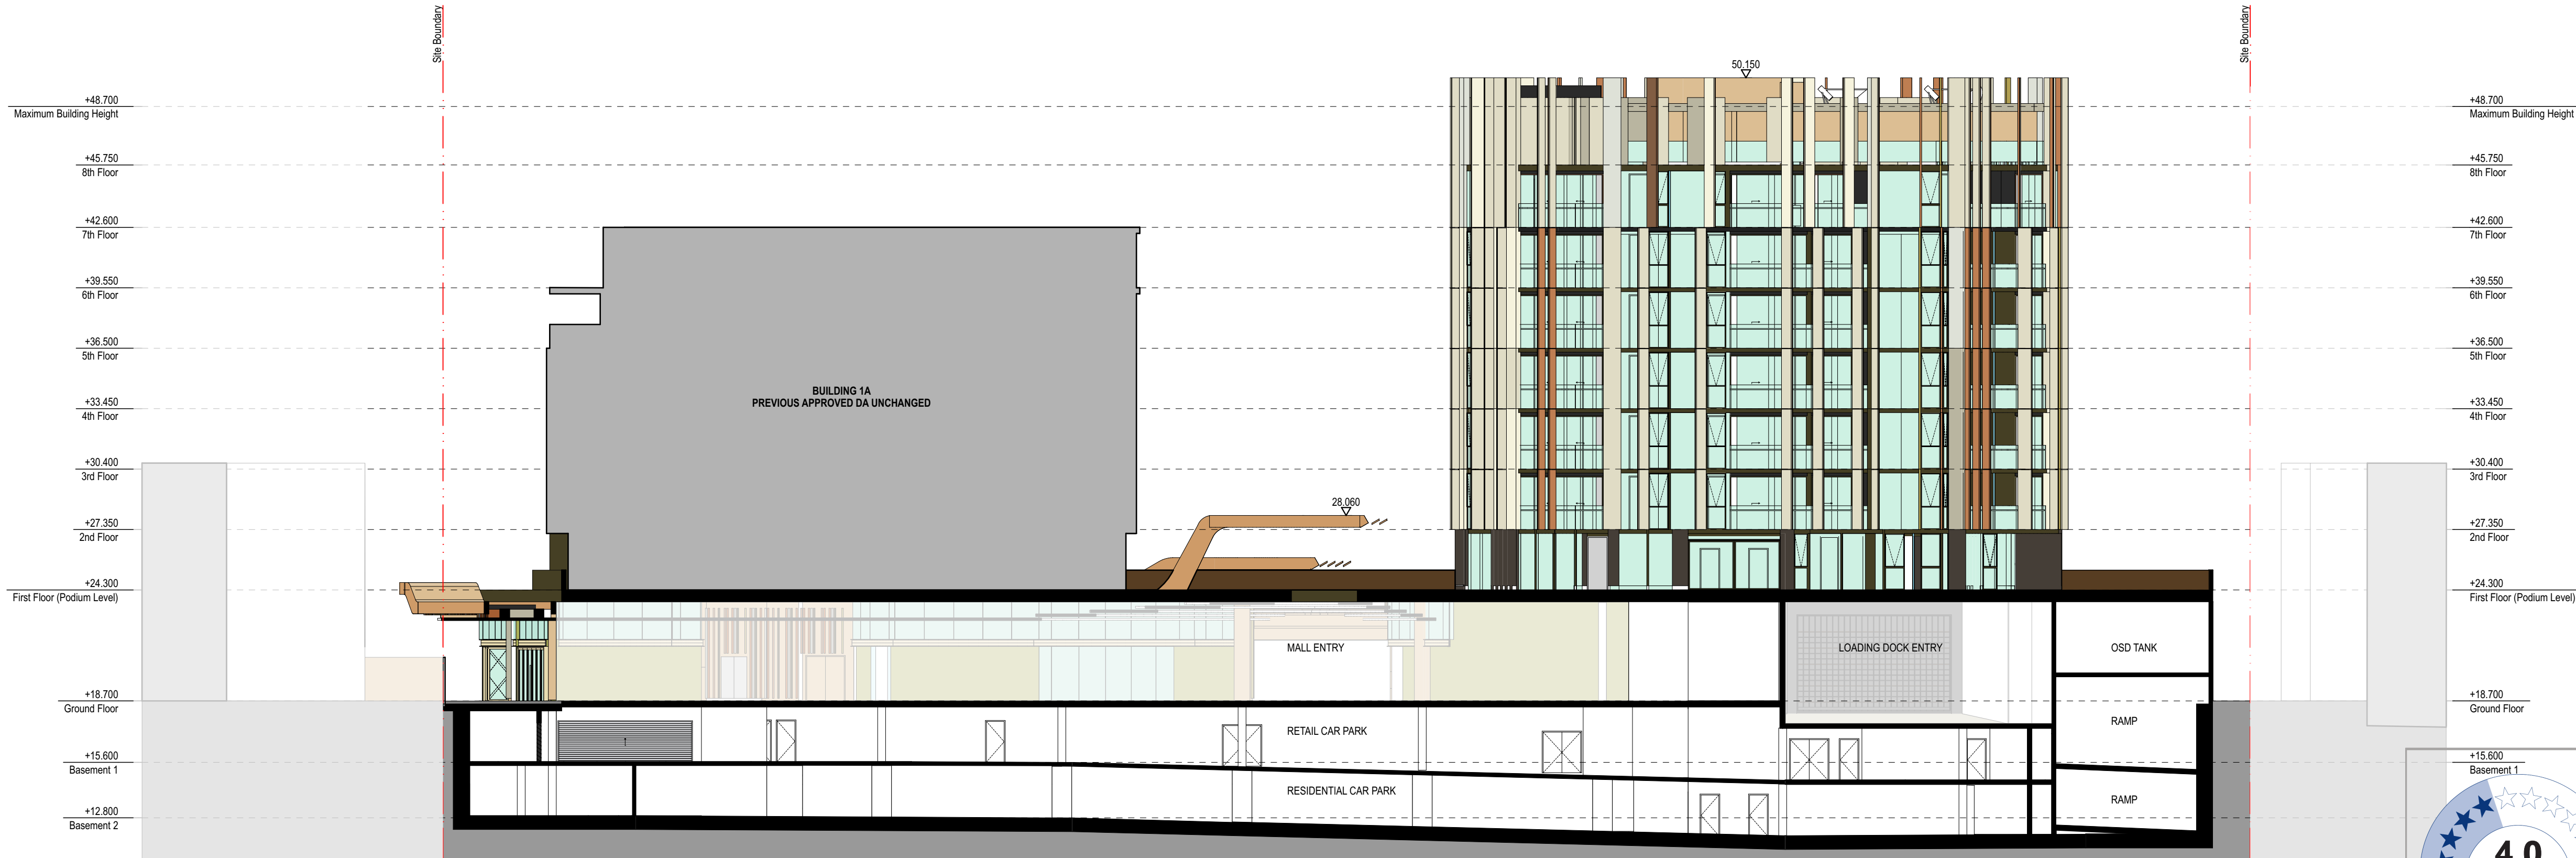 Site Boundary
Site Boundary
50.150
+48.700
Maximum Building Height
+48.700
Maximum Building Height
+45.750
8th Floor
+45.750
8th Floor
+42.600
7th Floor
+42.600
7th Floor
+39.550
6th Floor
+39.550
6th Floor
+36.500
5th Floor
+36.500
5th Floor
BUILDING 1A
PREVIOUS APPROVED DA UNCHANGED
+33.450
4th Floor
+33.450
4th Floor
+30.400
3rd Floor
+30.400
3rd Floor
28.060
+27.350
2nd Floor
+27.350
2nd Floor
+24.300
First Floor (Podium Level)
+24.300
First Floor (Podium Level)
MALL ENTRY
LOADING DOCK ENTRY
OSD TANK
+18.700
Ground Floor
+18.700
Ground Floor
RETAIL CAR PARK
RAMP
+15.600
Basement 1
+15.600
Basement 1
RESIDENTIAL CAR PARK
RAMP
+12.800
Basement 2
4.0